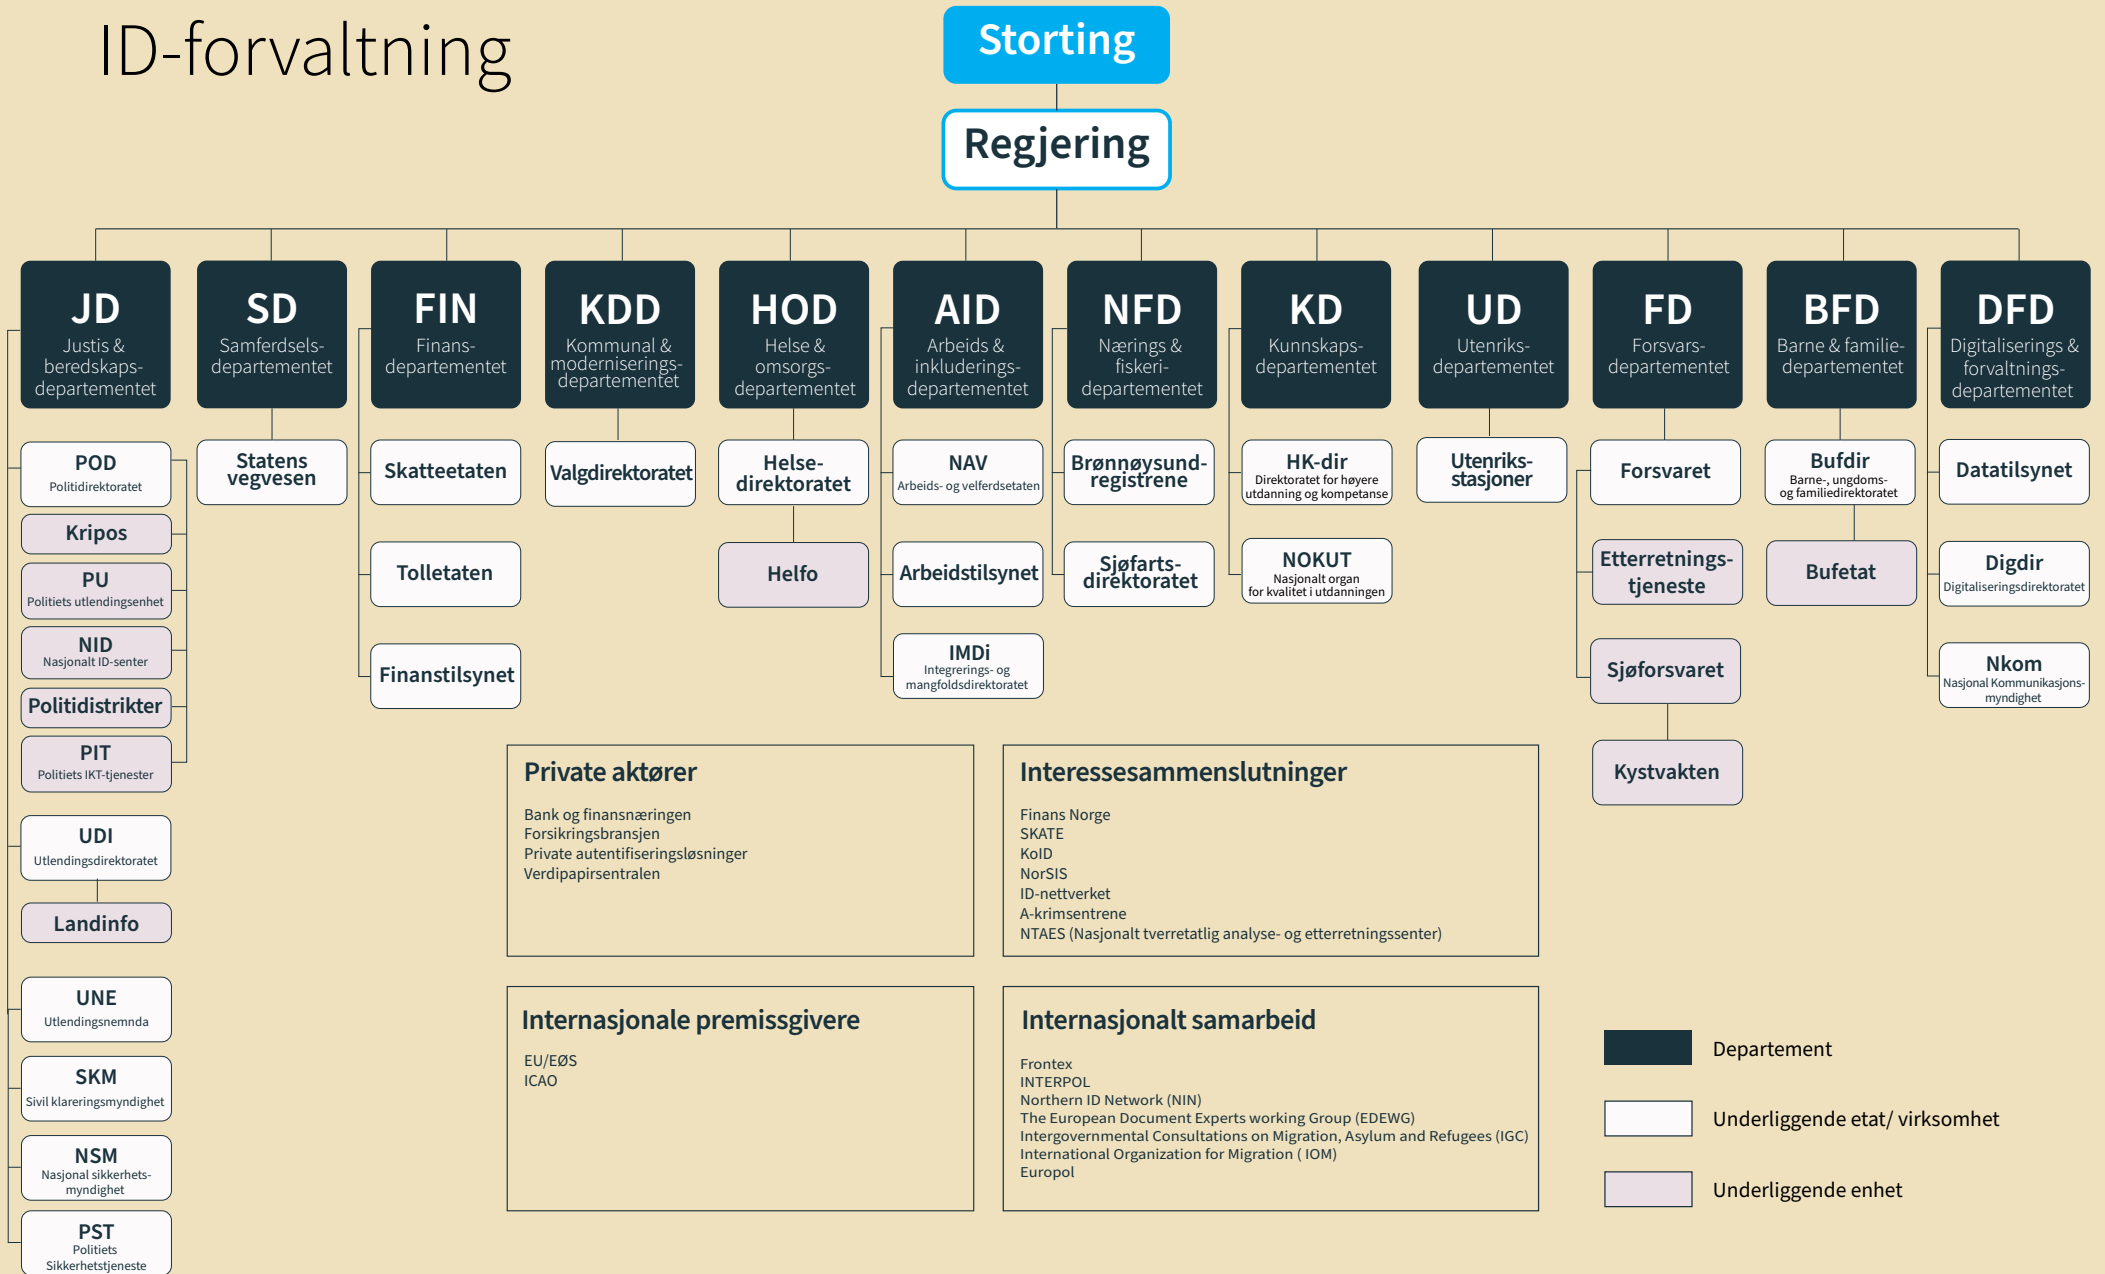 ID-forvaltning
Storting
Regjering
JD
Justis &
beredskaps-
departementet
SD
Samferdsels-
departementet
FIN
Finans-
departementet
KDD
Kommunal &
moderniserings-
departementet
HOD
Helse &
omsorgs-
departementet
AID
Arbeids &
inkluderings-
departementet
NFD
Nærings &
fiskeri-
departementet
KD
Kunnskaps-
departementet
UD
Utenriks-
departementet
FD
Forsvars-
departementet
BFD
Barne & familie-
departementet
DFD
Digitaliserings &
forvaltnings-
departementet
POD
Politidirektoratet
Kripos
PU
Politiets utlendingsenhet
NID
Nasjonalt ID-senter
Politidistrikter
PIT
Politiets IKT-tjenester
UDI
Utlendingsdirektoratet
Landinfo
UNE
Utlendingsnemnda
SKM
Sivil klareringsmyndighet
NSM
Nasjonal sikkerhets-
myndighet
PST
Politiets
Sikkerhetstjeneste
Statens
vegvesen
Skatteetaten
Tolletaten
Finanstilsynet
Valgdirektoratet
Helse-
direktoratet
Helfo
NAV
Arbeids- og velferdsetaten
Arbeidstilsynet
IMDi
Integrerings- og
mangfoldsdirektoratet
Brønnøysund-
registrene
Sjøfarts-
direktoratet
HK-dir
Direktoratet for høyere
utdanning og kompetanse
NOKUT
Nasjonalt organ
for kvalitet i utdanningen
Utenriks-
stasjoner
Forsvaret
Etterretnings-
tjeneste
Sjøforsvaret
Kystvakten
Bufdir
Barne-, ungdoms-
og familiedirektoratet
Bufetat
Datatilsynet
Digdir
Digitaliseringsdirektoratet
Nkom
Nasjonal Kommunikasjons-
myndighet
Private aktører
Bank og finansnæringen
Forsikringsbransjen
Private autentifiseringsløsninger
Verdipapirsentralen
Interessesammenslutninger
Finans Norge
SKATE
KoID
NorSIS
ID-nettverket
A-krimsentrene
NTAES (Nasjonalt tverretatlig analyse- og etterretningssenter)
Internasjonale premissgivere
EU/EØS
ICAO
Internasjonalt samarbeid
Frontex
INTERPOL
Northern ID Network (NIN)
The European Document Experts working Group (EDEWG)
Intergovernmental Consultations on Migration, Asylum and Refugees (IGC)
International Organization for Migration ( IOM)
Europol
Departement
Underliggende etat/ virksomhet
Underliggende enhet